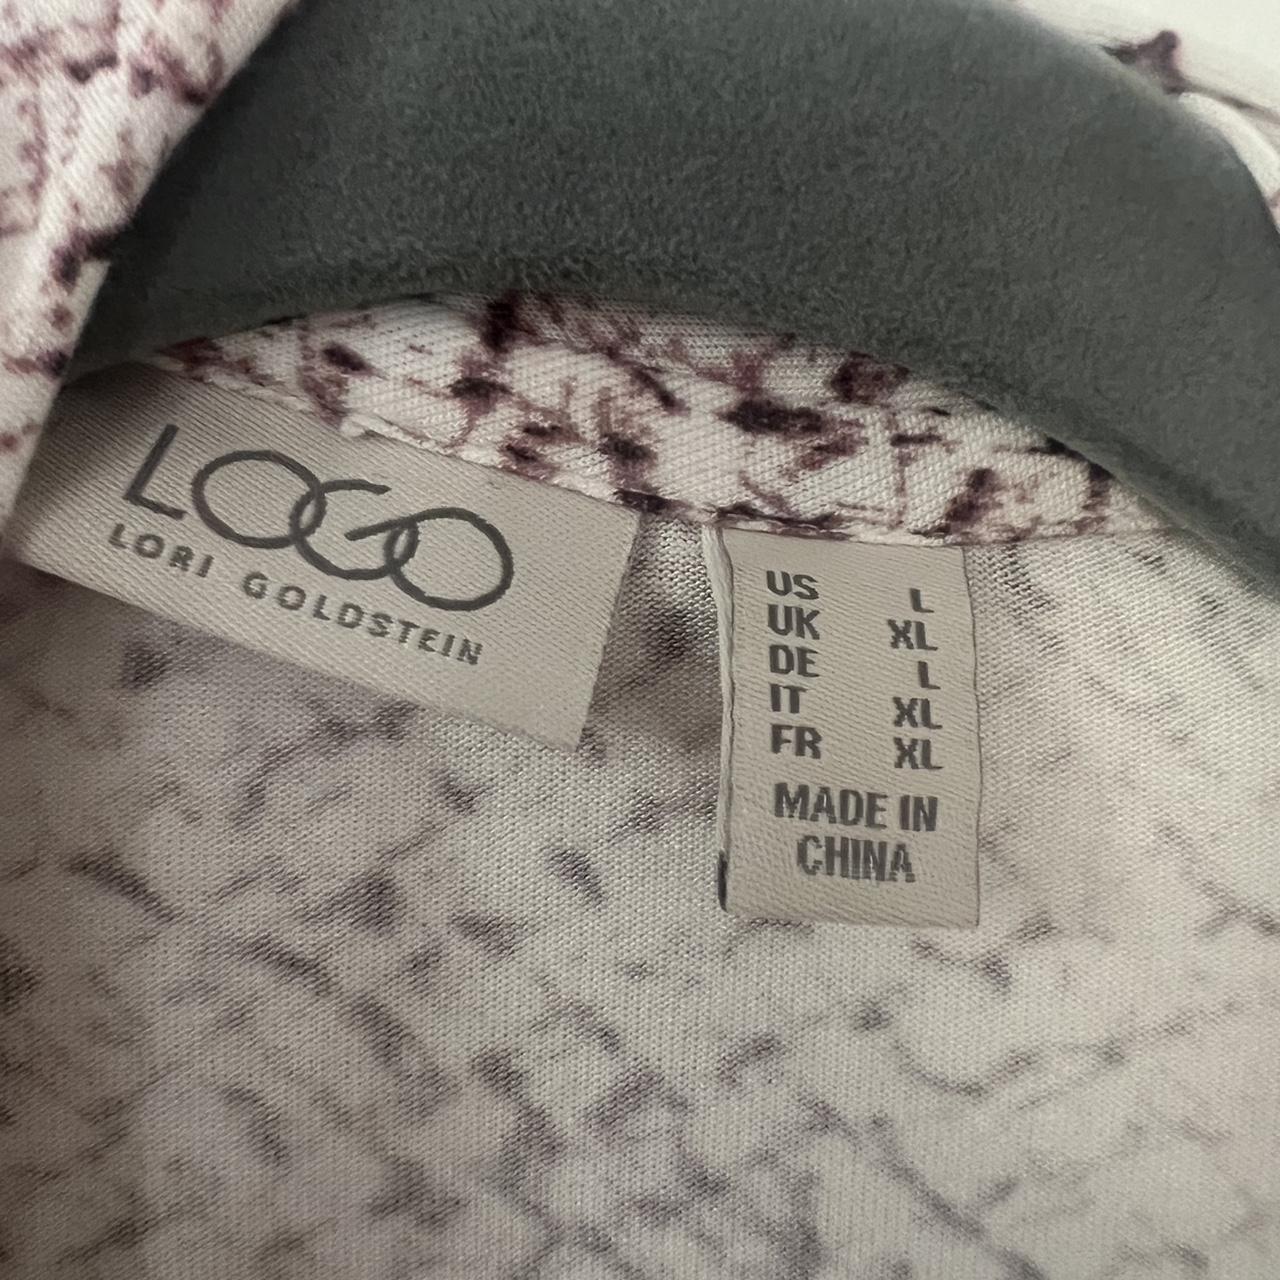 LOGO
LORI GOLDSTEIN
US L
UK XL
DE L
IT XL
FR XL
MADE IN
CHINA